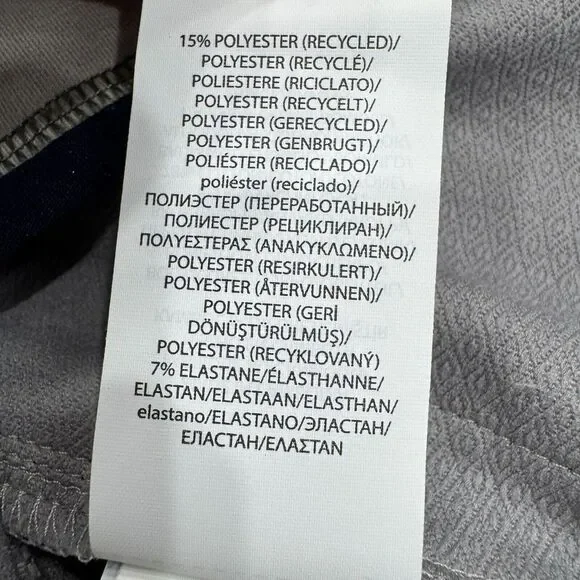 15% POLYESTER (RECYCLED)/
POLYESTER (RECYCLÉ)/
POLIESTERE (RICICLATO)/
POLYESTER (RECYCELT)/
POLYESTER (GERECYCLED)/
POLYESTER (GENBRUGT)/
POLIÉSTER (RECICLADO)/
poliéster (reciclado)/
ПОЛИЭСТЕР (ПЕРЕРАБОТАННЫЙ)/
ПОЛИЕСТЕР (РЕЦИКЛИРАН)/
ΠΟΛΥΕΣΤΕΡΑΣ (ΑΝΑΚΥΚΛΩΜΕΝΟ)/
POLYESTER (RESIRKULERT)/
POLYESTER (ÅTERVUNNEN)/
POLYESTER (GERİ
DÖNÜŞTÜRÜLMÜŞ)/
POLYESTER (RECYKLOVANÝ)
7% ELASTANE/ÉLASTHANNE/
ELASTAN/ELASTAAN/ELASTHAN/
elastano/ELASTANO/ЭЛАСТАН/
ЕЛАСТАН/ΕΛΑΣΤΑΝ